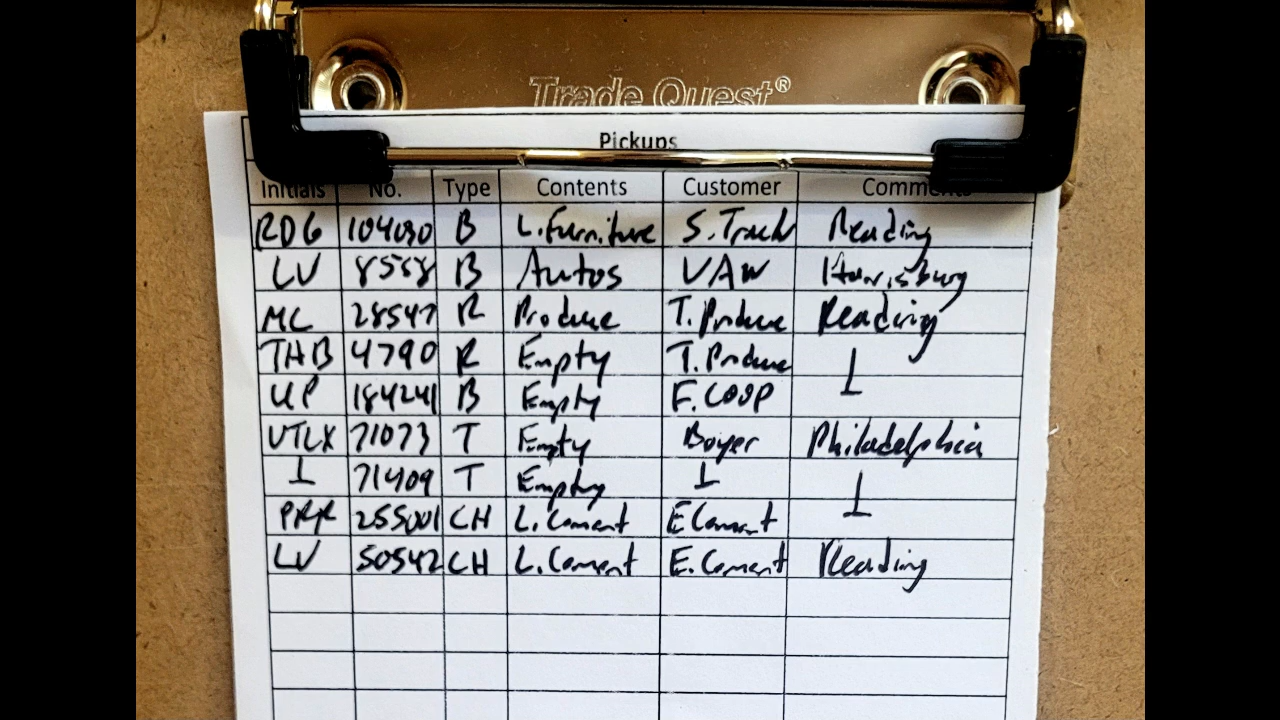 Trade Quest®
Pickups
Initials No. Type Contents Customer Comments
RDG 104090 B L. Furniture S. Truck Reading
LV 8558 B Autos VAW Harrisburg
MC 28547 R Produce T. Produce Reading
THB 4790 R Empty T. Produce ⊥
UP 184241 B Empty F. COOP
UTLX 71073 T Empty Boyer Philadelphia
⊥ 71409 T Empty ⊥ ⊥
PRR 255001 CH L. Cement E Cement
LV 50542 CH L. Cement E. Cement Reading